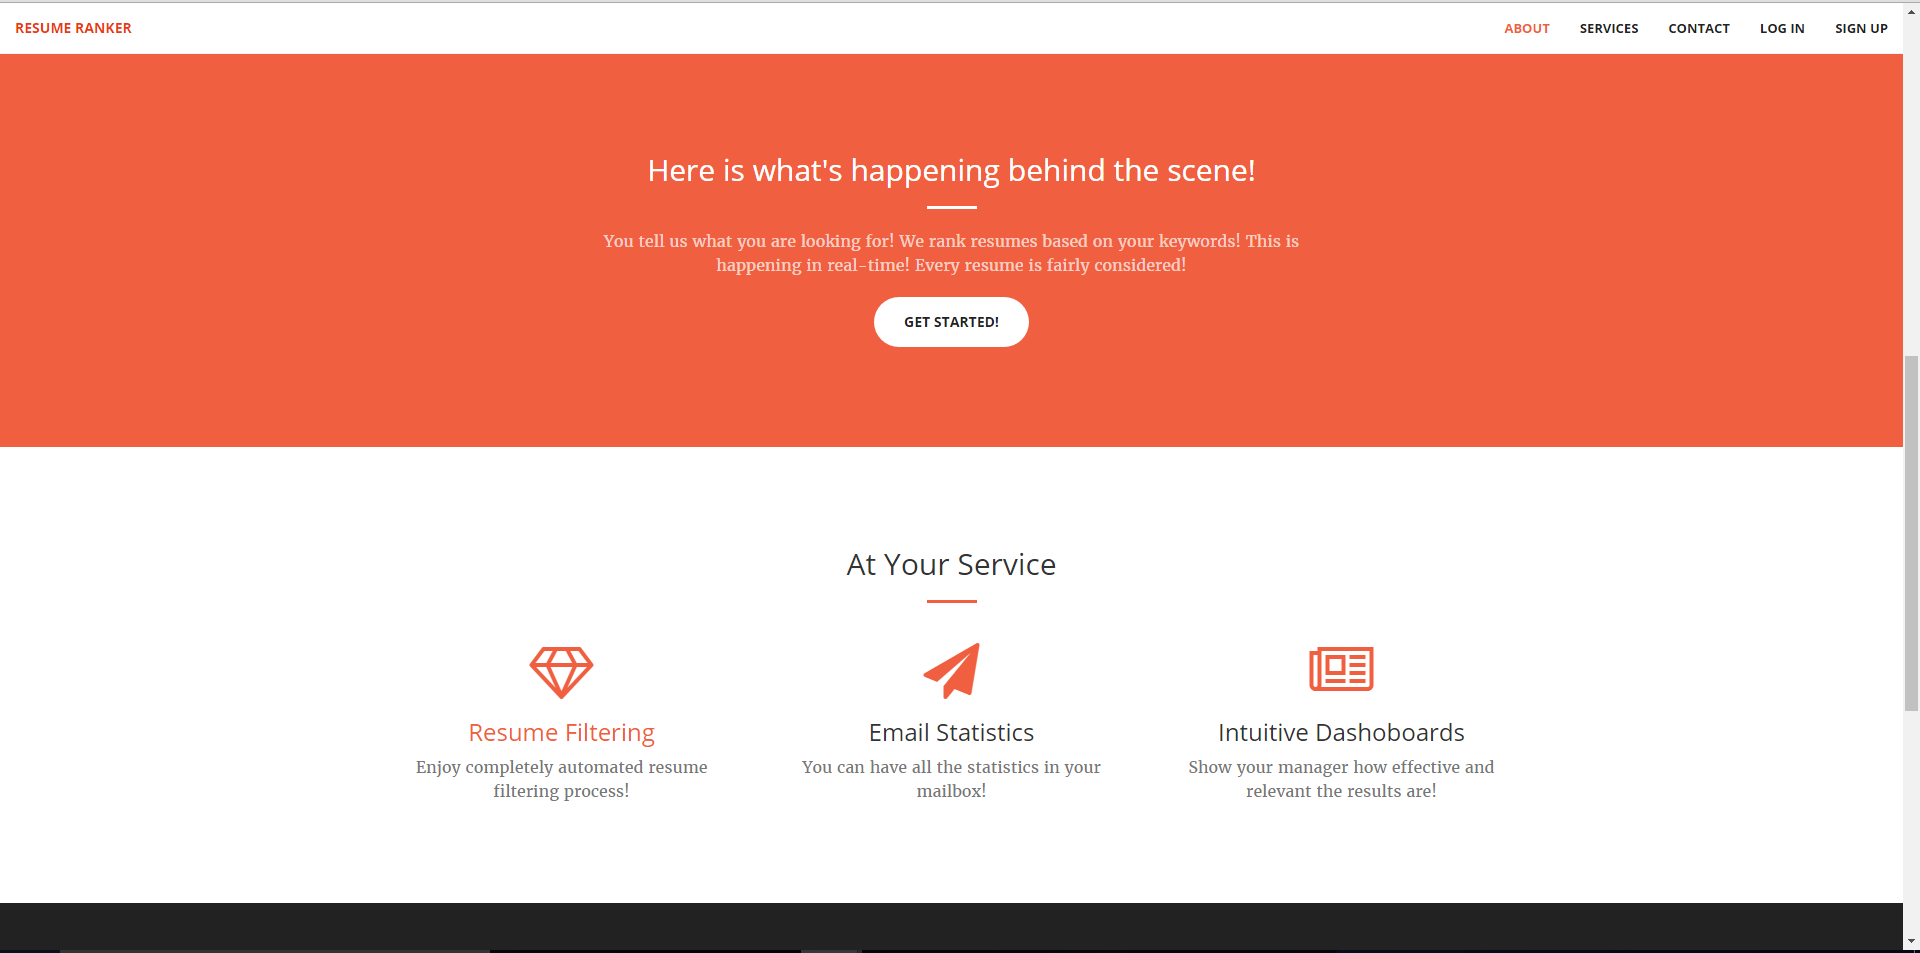 RESUME RANKER
ABOUT
SERVICES
CONTACT
LOG IN
SIGN UP
Here is what's happening behind the scene!
You tell us what you are looking for! We rank resumes based on your keywords! This is
happening in real-time! Every resume is fairly considered!
GET STARTED!
At Your Service
Resume Filtering
Enjoy completely automated resume
filtering process!
Email Statistics
You can have all the statistics in your
mailbox!
Intuitive Dashoboards
Show your manager how effective and
relevant the results are!